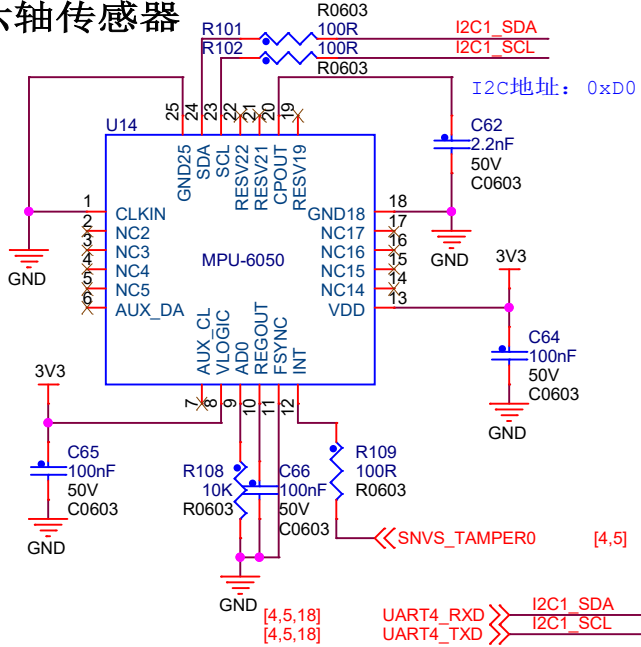 六轴传感器
R0603
R101
100R
I2C1_SDA
R102
100R
I2C1_SCL
R0603
I2C地址：0xD0
25
24
23
22
21
20
19
U14
GND25
SDA
SCL
RESV22
RESV21
CPOUT
RESV19
C62
2.2nF
50V
C0603
1
CLKIN
2
NC2
3
NC3
4
NC4
5
NC5
6
AUX_DA
MPU-6050
GND18
18
NC17
17
NC16
16
NC15
15
NC14
14
VDD
13
GND
GND
3V3
C64
100nF
50V
C0603
GND
AUX_CL
VLOGIC
AD0
REGOUT
FSYNC
INT
7
8
9
10
11
12
3V3
C65
100nF
50V
C0603
GND
R108
10K
R0603
C66
100nF
50V
C0603
R109
100R
R0603
SNVS_TAMPER0
[4,5]
GND
[4,5,18]
UART4_RXD
I2C1_SDA
[4,5,18]
UART4_TXD
I2C1_SCL